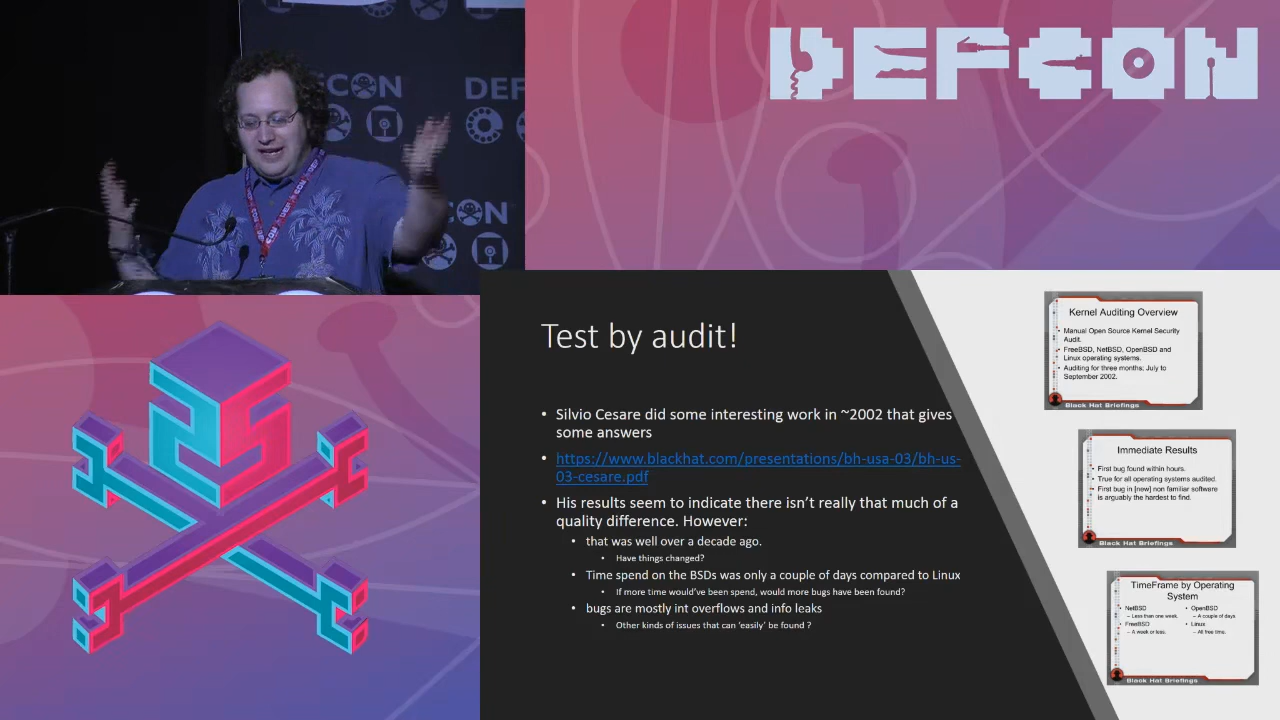 CON
DEF
CON
DEFCON
Test by audit!
• Silvio Cesare did some interesting work in ~2002 that gives
some answers
• https://www.blackhat.com/presentations/bh-usa-03/bh-us-
03-cesare.pdf
• His results seem to indicate there isn’t really that much of a
quality difference. However:
• that was well over a decade ago.
• Have things changed?
• Time spend on the BSDs was only a couple of days compared to Linux
• If more time would’ve been spend, would more bugs have been found?
• bugs are mostly int overflows and info leaks
• Other kinds of issues that can ‘easily’ be found ?
Kernel Auditing Overview
• Manual Open Source Kernel Security
Audit.
• FreeBSD, NetBSD, OpenBSD and
Linux operating systems.
• Auditing for three months; July to
September 2002.
Black Hat Briefings
Immediate Results
• First bug found within hours.
• True for all operating systems audited.
• First bug in [new] non familiar software
is arguably the hardest to find.
Black Hat Briefings
TimeFrame by Operating
System
• NetBSD
– Less than one week.
• FreeBSD
– A week or less.
• OpenBSD
– A couple of days
• Linux
– All free time.
Black Hat Briefings